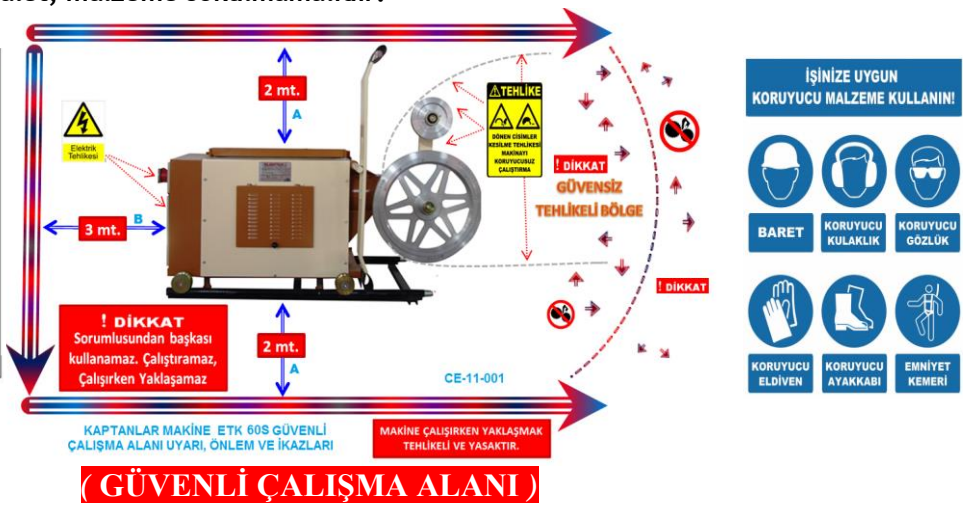 malzeme sokulmamalıdır!
2 mt.
A
Elektrik
Tehlikesi
B
3 mt.
TEHLİKE
DÖNEN CİSİMLER
KESİLME TEHLİKESİ
MAKİNAYI
KORUYUCUSUZ
ÇALIŞTIRMA
! DİKKAT
GÜVENSİZ
TEHLİKELİ BÖLGE
! DİKKAT
! DİKKAT
Sorumlusundan başkası
kullanamaz. Çalıştıramaz,
Çalışırken Yaklaşamaz
2 mt.
A
CE-11-001
KAPTANLAR MAKİNE ETK 60S GÜVENLİ
ÇALIŞMA ALANI UYARI, ÖNLEM VE İKAZLARI
MAKİNE ÇALIŞIRKEN YAKLAŞMAK
TEHLİKELİ VE YASAKTIR.
( GÜVENLİ ÇALIŞMA ALANI )
İŞİNİZE UYGUN
KORUYUCU MALZEME KULLANIN!
BARET
KORUYUCU
KULAKLIK
KORUYUCU
GÖZLÜK
KORUYUCU
ELDİVEN
KORUYUCU
AYAKKABI
EMNİYET
KEMERİ